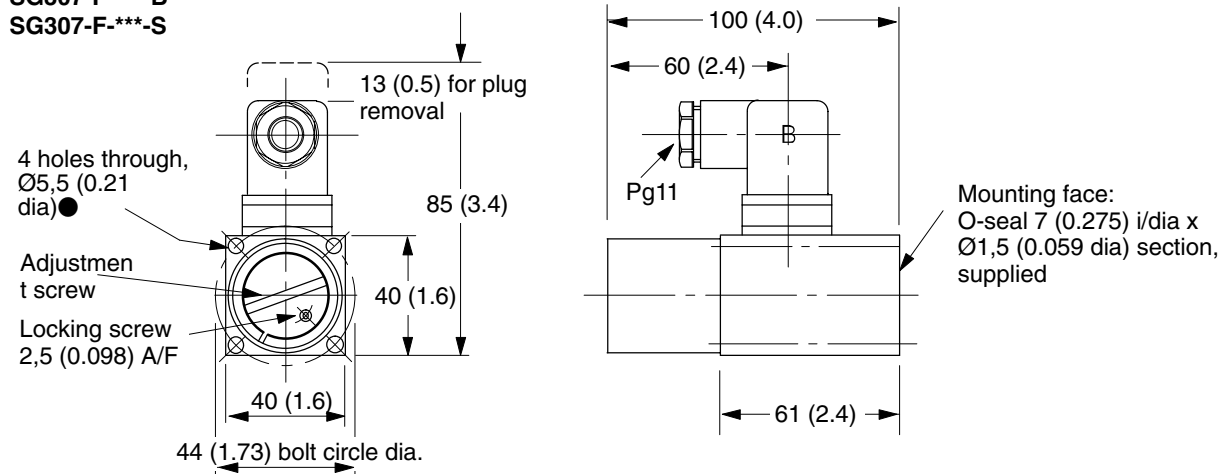 SG307-F-***-S
100 (4.0)
60 (2.4)
13 (0.5) for plug
removal
4 holes through,
Ø5,5 (0.21
dia)●
B
Pg11
85 (3.4)
Mounting face:
O-seal 7 (0.275) i/dia x
Ø1,5 (0.059 dia) section,
supplied
Adjustmen
t screw
40 (1.6)
Locking screw
2,5 (0.098) A/F
40 (1.6)
61 (2.4)
44 (1.73) bolt circle dia.